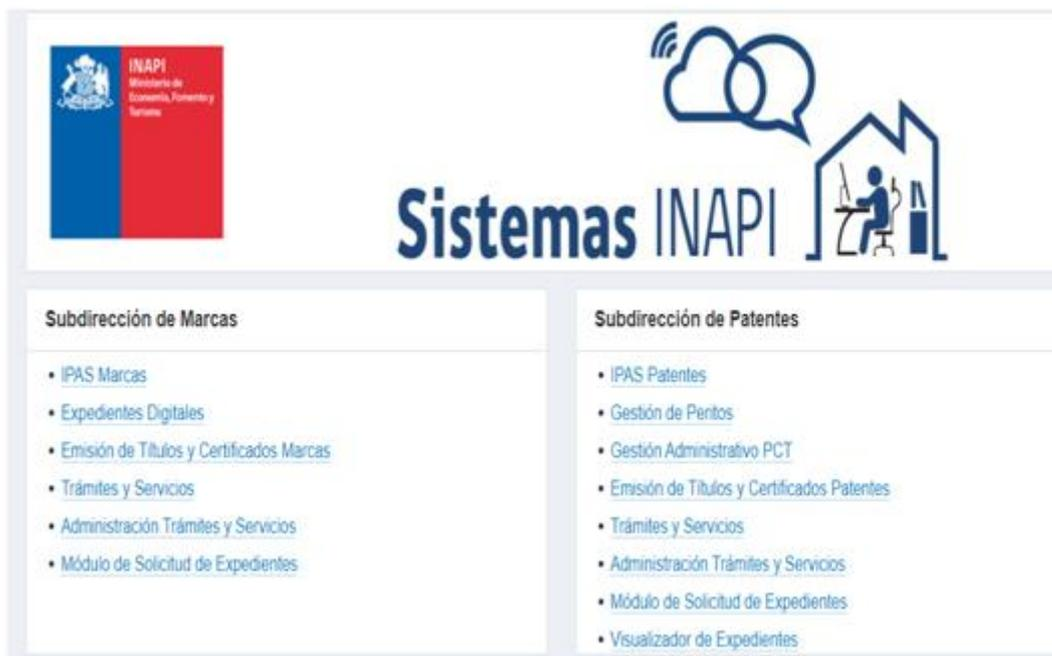 INAPI
Ministerio de
Economía, Fomento y
Turismo
Sistemas INAPI
Subdirección de Marcas
• IPAS Marcas
• Expedientes Digitales
• Emisión de Títulos y Certificados Marcas
• Trámites y Servicios
• Administración Trámites y Servicios
• Módulo de Solicitud de Expedientes
Subdirección de Patentes
• IPAS Patentes
• Gestión de Peritos
• Gestión Administrativo PCT
• Emisión de Títulos y Certificados Patentes
• Trámites y Servicios
• Administración Trámites y Servicios
• Módulo de Solicitud de Expedientes
• Visualizador de Expedientes